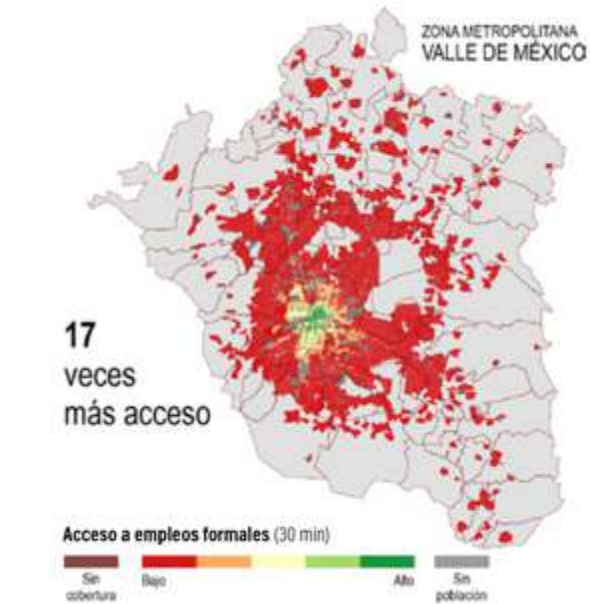 ZONA METROPOLITANA
VALLE DE MÉXICO
17
veces
más acceso
Acceso a empleos formales (30 min)
Sin
cobertura
Bajo
Alto
Sin
población